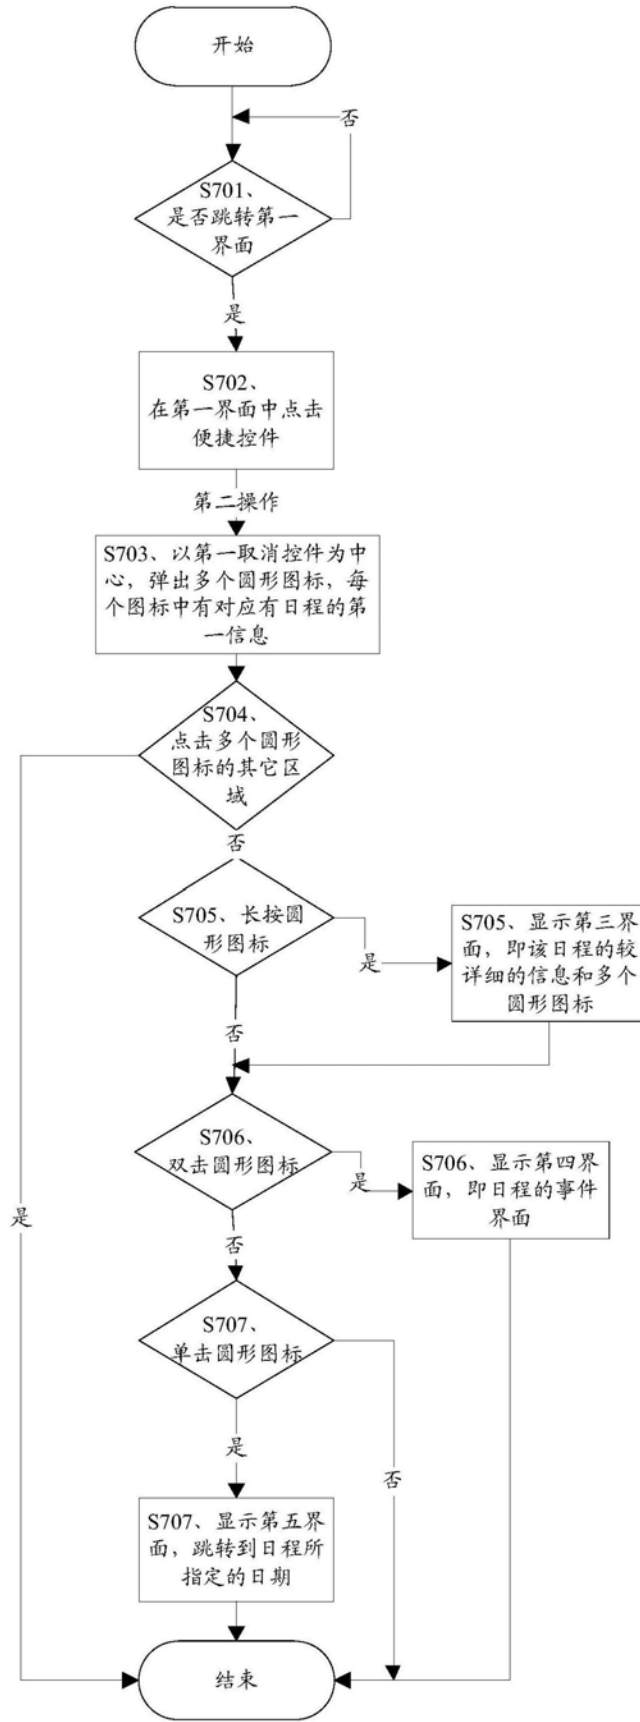 开始
否
S701、
是否跳转第一
界面
是
S702、
在第一界面中点击
便捷控件
第二操作
S703、以第一取消控件为中
心，弹出多个圆形图标，每
个图标中有对应有日程的第
一信息
S704、
点击多个圆形
图标的其它区
域
否
S705、长按圆
形图标
是
S705、显示第三界
面，即该日程的较
详细的信息和多个
圆形图标
否
S706、
双击圆形图标
是
S706、显示第四界
面，即日程的事件
界面
是
否
S707、
单击圆形图标
是
否
S707、显示第五界
面，跳转到日程所
指定的日期
结束